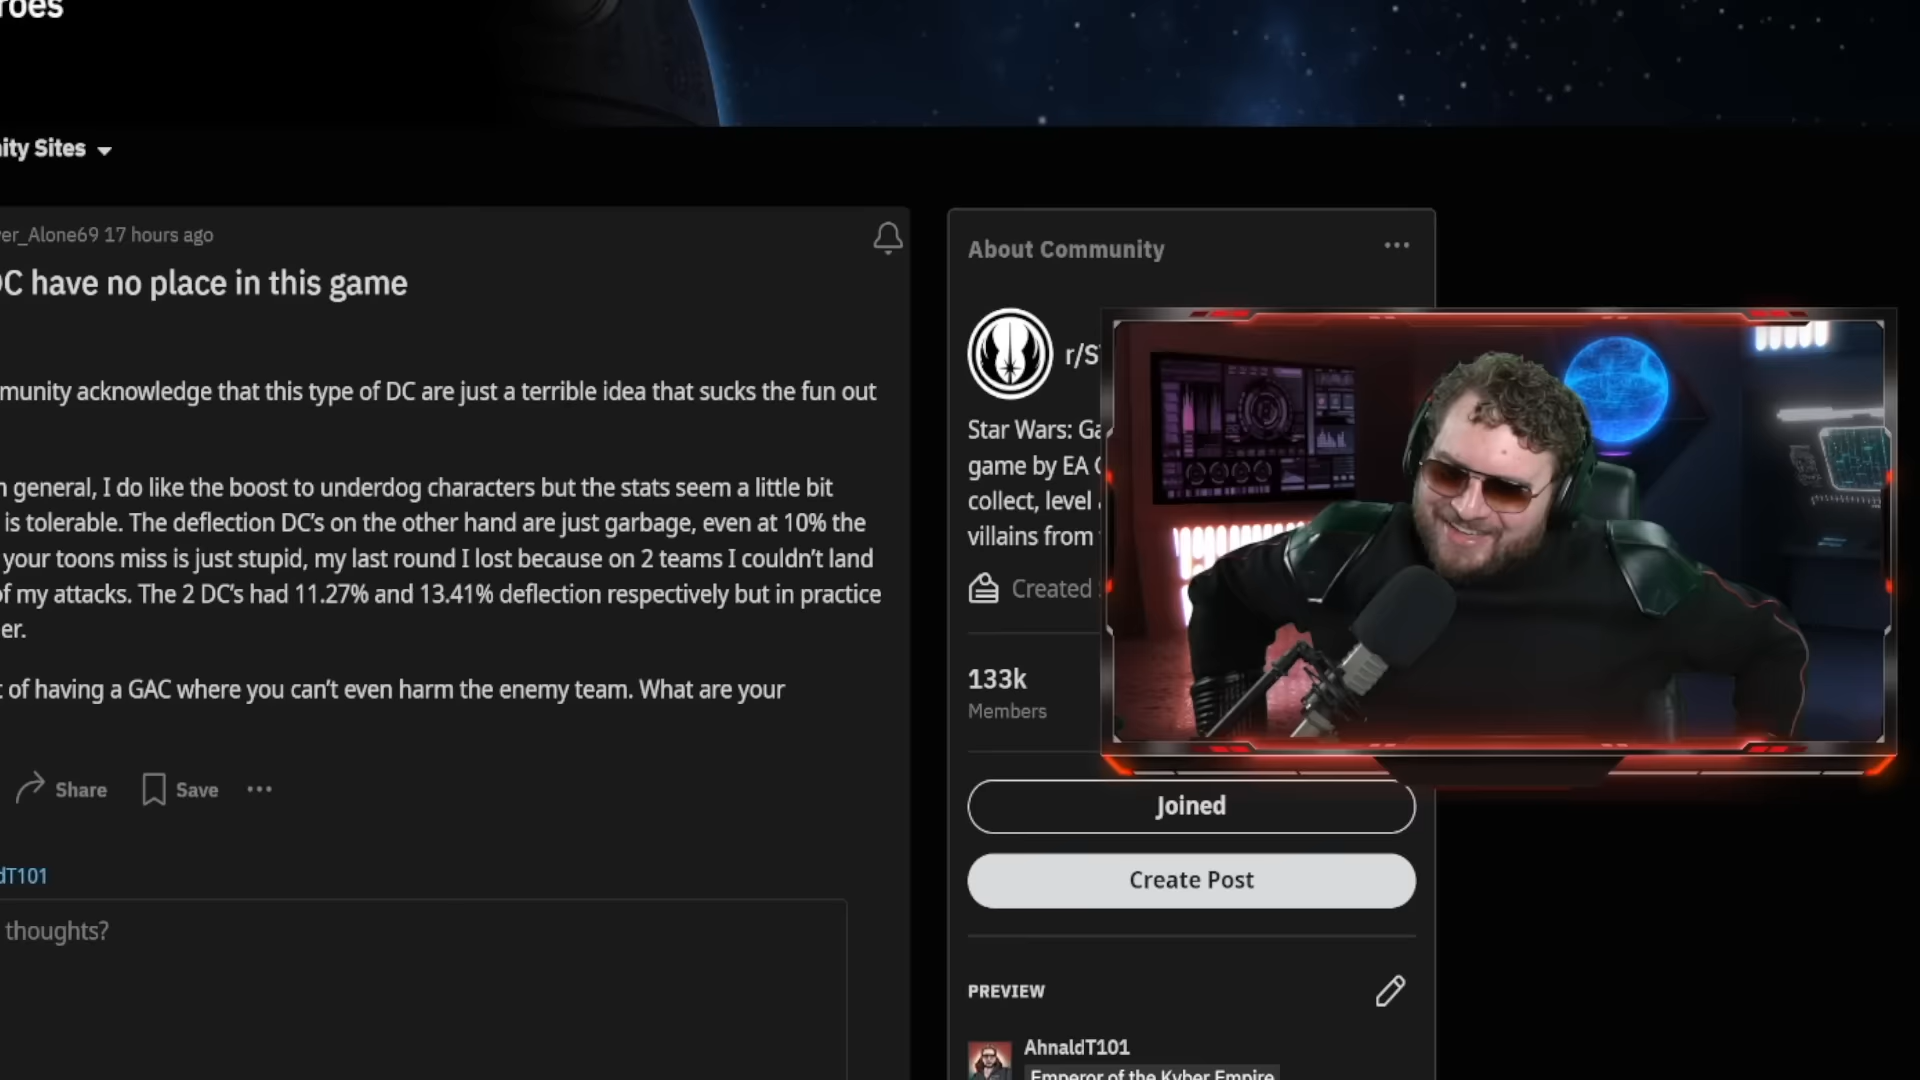 roes
ity Sites
er_Alone69 17 hours ago
DC have no place in this game
munity acknowledge that this type of DC are just a terrible idea that sucks the fun out
n general, I do like the boost to underdog characters but the stats seem a little bit
is tolerable. The deflection DC's on the other hand are just garbage, even at 10% the
your toons miss is just stupid, my last round I lost because on 2 teams I couldn't land
of my attacks. The 2 DC's had 11.27% and 13.41% deflection respectively but in practice
er.
t of having a GAC where you can't even harm the enemy team. What are your
Share Save
dT101
thoughts?
About Community
r/S
Star Wars: Ga
game by EA
collect, level
villains from
Created
133k
Members
Joined
Create Post
PREVIEW
AhnaldT101
Emperor of the Kyber Empire